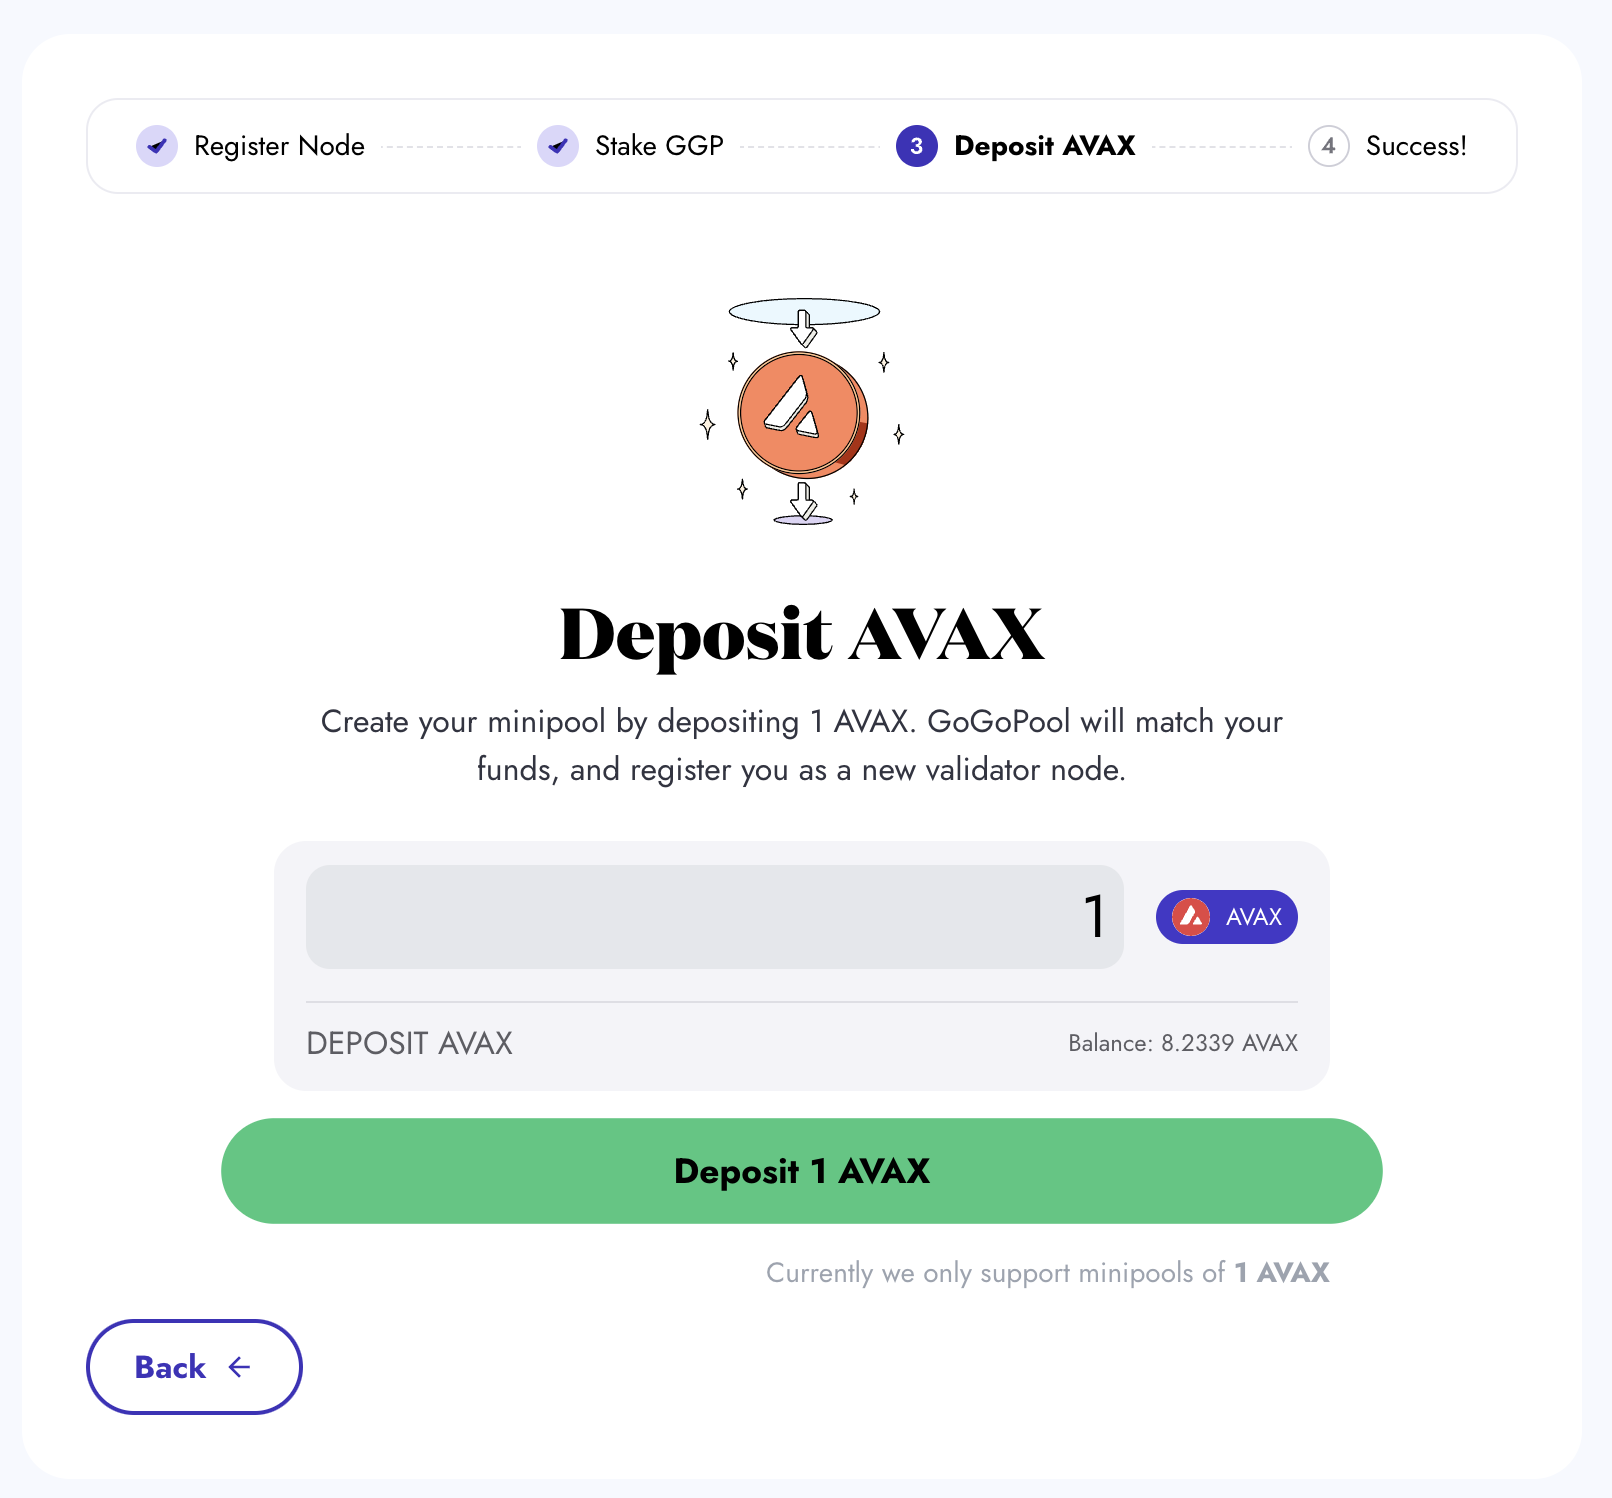 Register Node
Stake GGP
3 Deposit AVAX
4 Success!
Deposit AVAX
Create your minipool by depositing 1 AVAX. GoGoPool will match your
funds, and register you as a new validator node.
1
AVAX
DEPOSIT AVAX
Balance: 8.2339 AVAX
Deposit 1 AVAX
Currently we only support minipools of 1 AVAX
Back